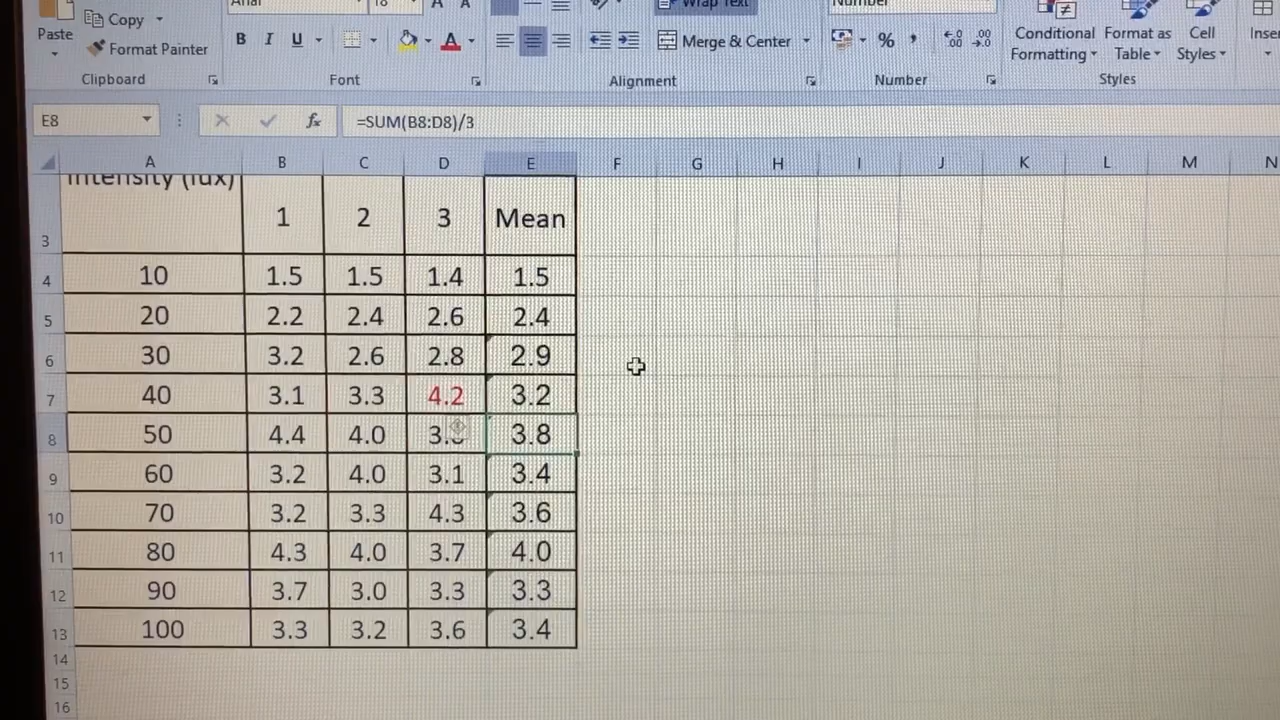 Copy
Paste
Format Painter
Clipboard
Arial
18
A A
B I U
A
Font
Wrap Text
Merge & Center
Alignment
Number
%
Number
Conditional Formatting
Format as Table
Cell Styles
Styles
E8
fx
=SUM(B8:D8)/3
A B C D E F G H I J K L M N
Intensity (lux)
3 1 2 3 Mean
4 10 1.5 1.5 1.4 1.5
5 20 2.2 2.4 2.6 2.4
6 30 3.2 2.6 2.8 2.9
7 40 3.1 3.3 4.2 3.2
8 50 4.4 4.0 3.8
9 60 3.2 4.0 3.1 3.4
10 70 3.2 3.3 4.3 3.6
11 80 4.3 4.0 3.7 4.0
12 90 3.7 3.0 3.3 3.3
13 100 3.3 3.2 3.6 3.4
14
15
16